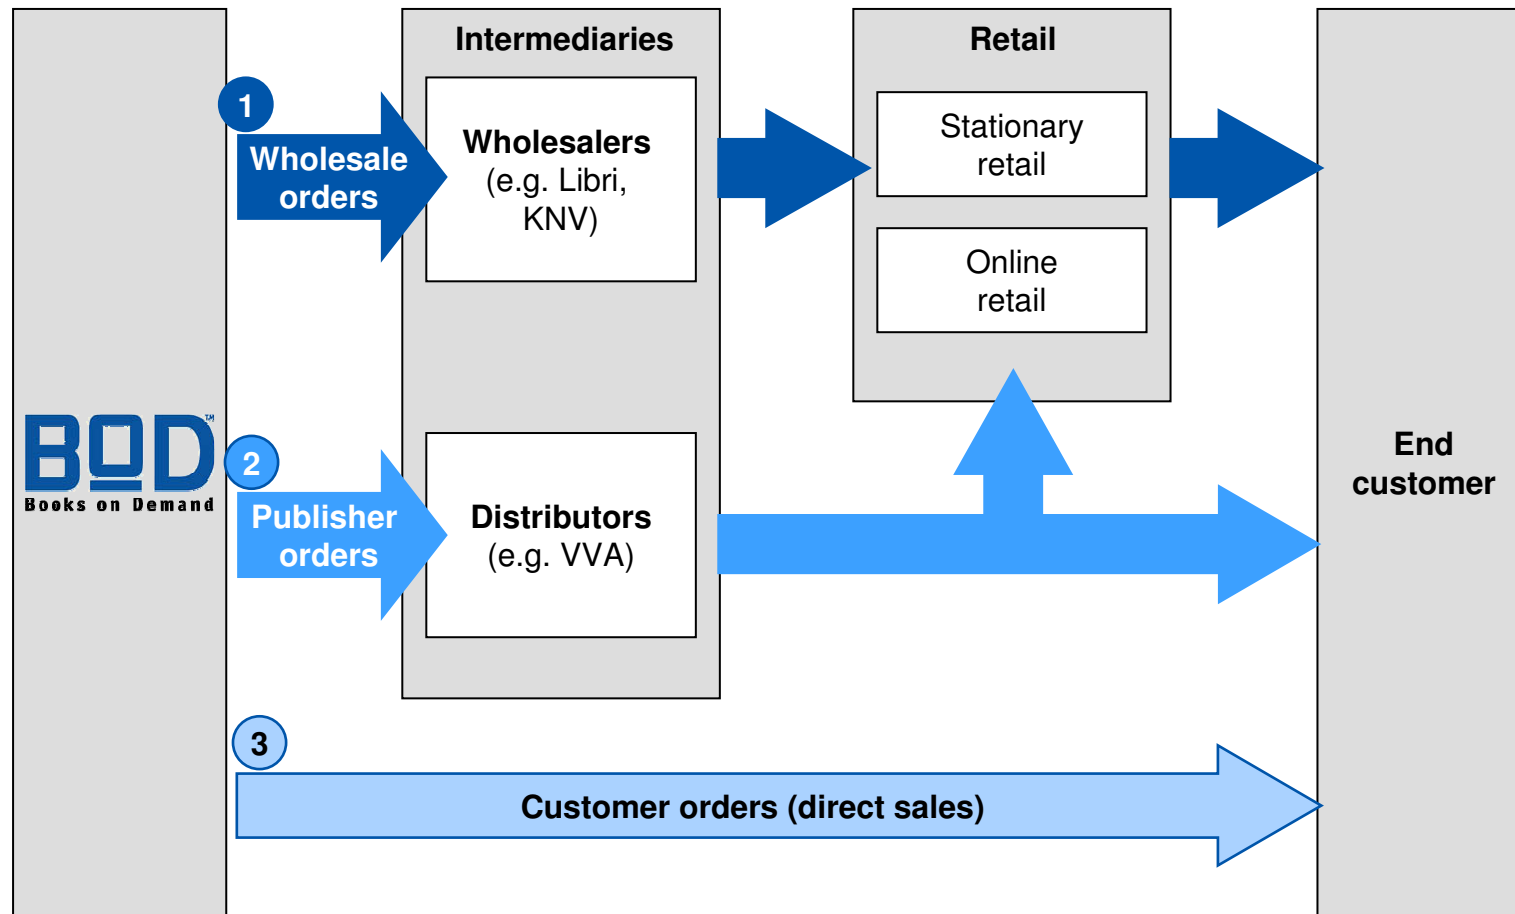 Intermediaries
Retail
1
Wholesale
orders
Wholesalers
(e.g. Libri,
KNV)
Stationary
retail
Online
retail
BOD™
Books on Demand
2
Publisher
orders
Distributors
(e.g. VVA)
End
customer
3
Customer orders (direct sales)